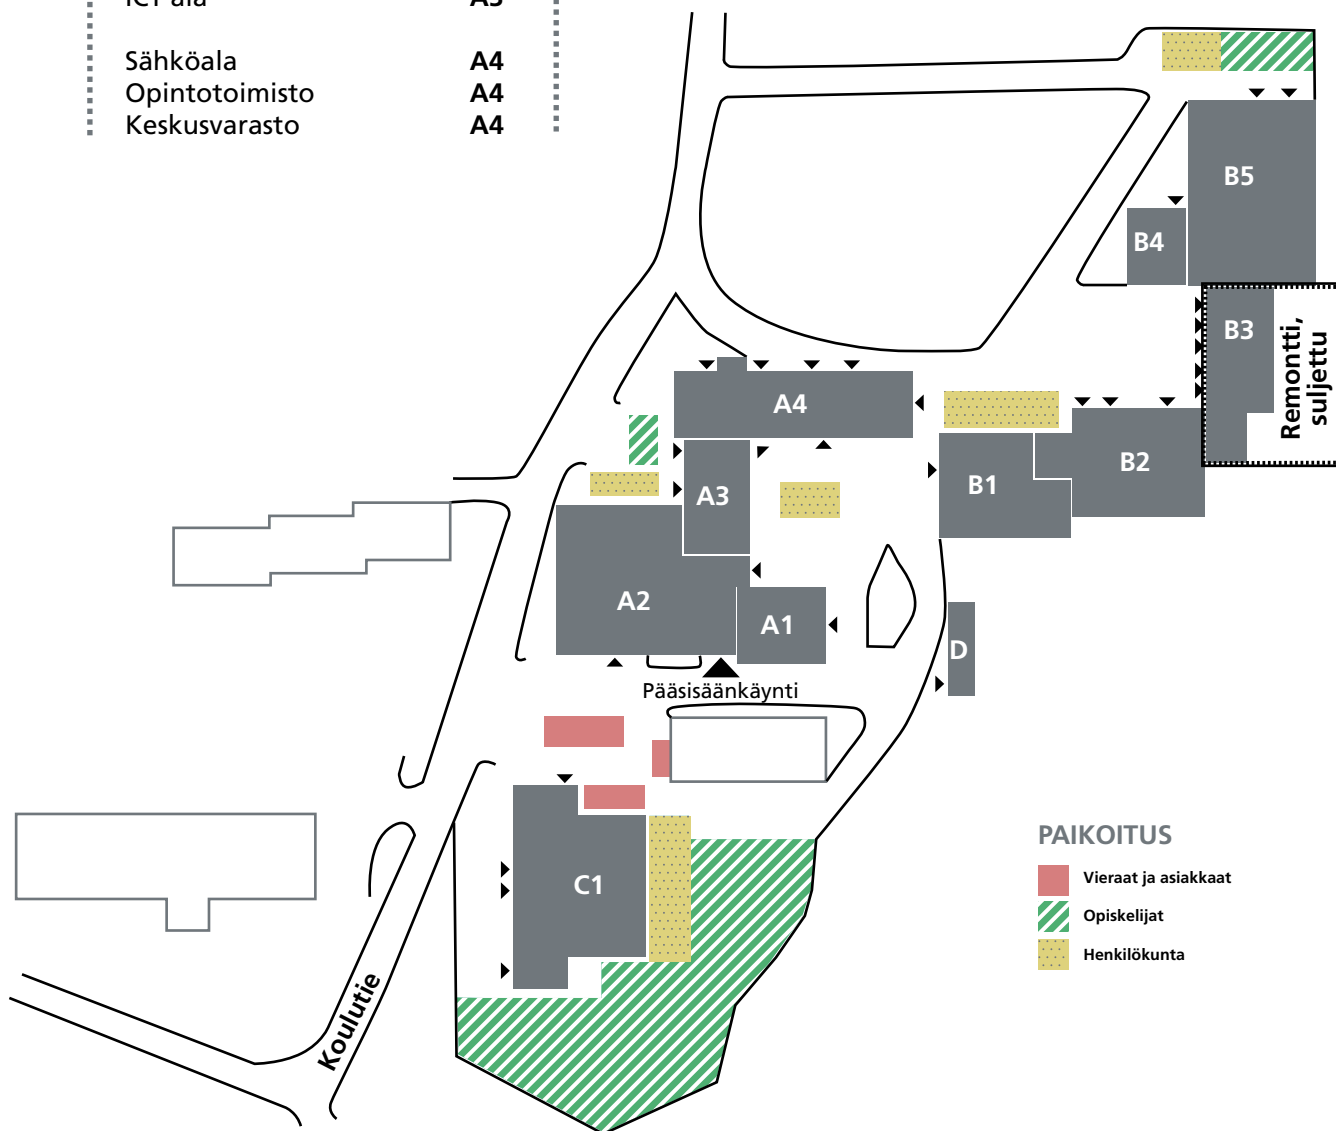 Sähköala A4
Opintotoimisto A4
Keskusvarasto A4
B5
B4
B3
Remontti,
suljettu
A4
A3
B1
B2
A2
A1
D
Pääsisäänkäynti
C1
Koulutie
PAIKOITUS
Vieraat ja asiakkaat
Opiskelijat
Henkilökunta